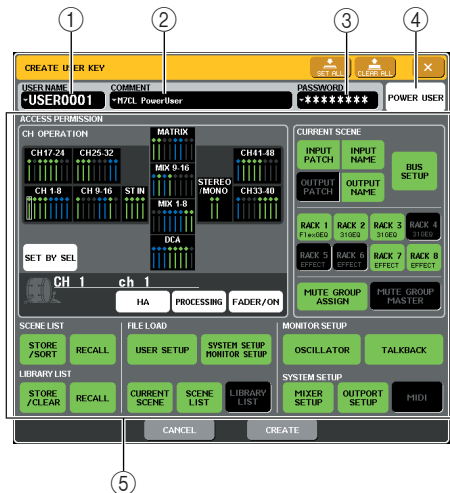 ① ② ③ ④
CREATE USER KEY
SET ALL
CLEAR ALL
×
USER NAME
USER0001
COMMENT
M7CL PowerUser
PASSWORD
********
POWER USER
ACCESS PERMISSION
CH OPERATION
MATRIX
CH17-24
CH25-32
MIX 9-16
CH41-48
CH 1-8
CH 9-16
ST IN
STEREO
/MONO
MIX 1-8
CH33-40
DCA
SET BY SEL
CH 1
ch 1
HA
PROCESSING
FADER/ON
CURRENT SCENE
INPUT
PATCH
INPUT
NAME
OUTPUT
PATCH
OUTPUT
NAME
BUS
SETUP
RACK 1
FlexGEQ
RACK 2
31GEQ
RACK 3
31GEQ
RACK 4
31GEQ
RACK 5
EFFECT
RACK 6
EFFECT
RACK 7
EFFECT
RACK 8
EFFECT
MUTE GROUP
ASSIGN
MUTE GROUP
MASTER
SCENE LIST
STORE
/SORT
RECALL
LIBRARY LIST
STORE
/CLEAR
RECALL
FILE LOAD
USER SETUP
SYSTEM SETUP
MONITOR SETUP
CURRENT
SCENE
SCENE
LIST
LIBRARY
LIST
MONITOR SETUP
OSCILLATOR
TALKBACK
SYSTEM SETUP
MIXER
SETUP
OUTPORT
SETUP
MIDI
CANCEL
CREATE
⑤